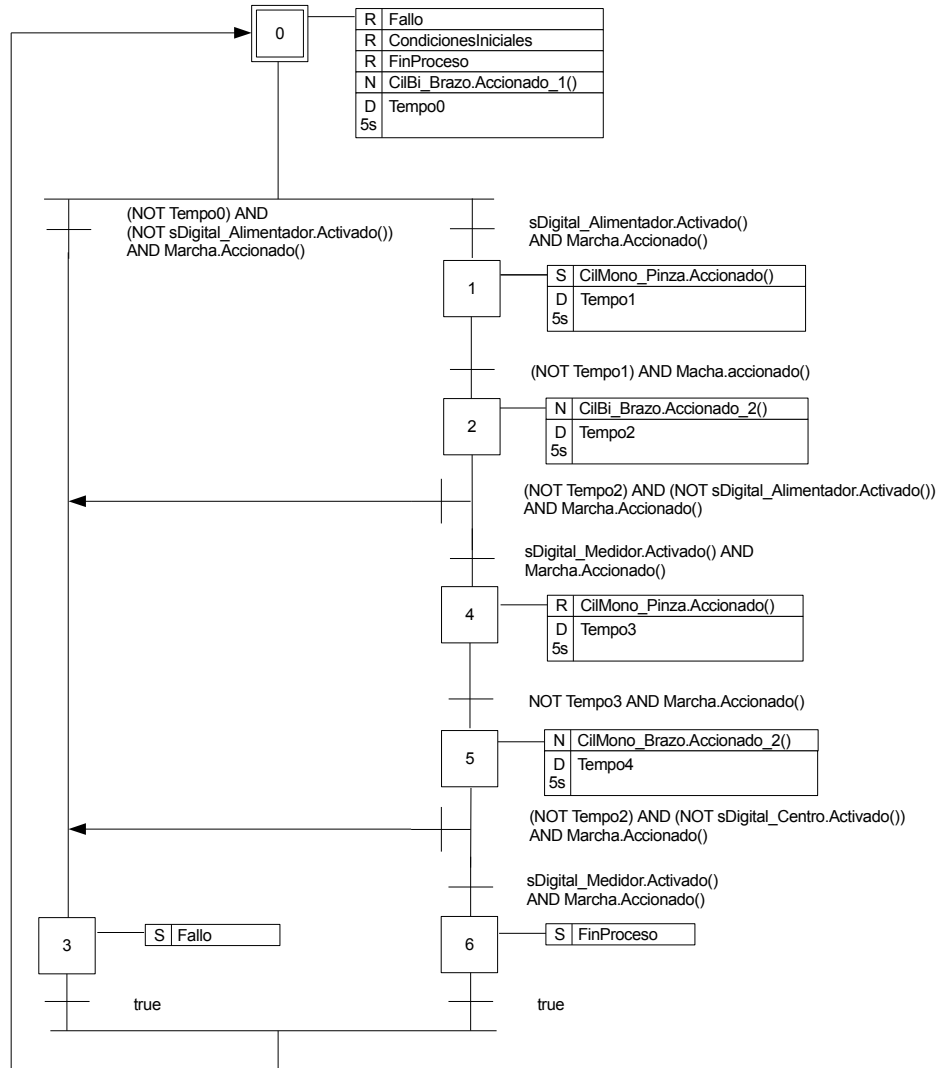 0
R Fallo
R CondicionesIniciales
R FinProceso
N CilBi_Brazo.Accionado_1()
D Tempo0
5s
(NOT Tempo0) AND
(NOT sDigital_Alimentador.Activado())
AND Marcha.Accionado()
sDigital_Alimentador.Activado()
AND Marcha.Accionado()
1
S CilMono_Pinza.Accionado()
D Tempo1
5s
(NOT Tempo1) AND Macha.accionado()
2
N CilBi_Brazo.Accionado_2()
D Tempo2
5s
(NOT Tempo2) AND (NOT sDigital_Alimentador.Activado())
AND Marcha.Accionado()
sDigital_Medidor.Activado() AND
Marcha.Accionado()
4
R CilMono_Pinza.Accionado()
D Tempo3
5s
NOT Tempo3 AND Marcha.Accionado()
5
N CilMono_Brazo.Accionado_2()
D Tempo4
5s
(NOT Tempo2) AND (NOT sDigital_Centro.Activado())
AND Marcha.Accionado()
sDigital_Medidor.Activado()
AND Marcha.Accionado()
3
S Fallo
6
S FinProceso
true
true